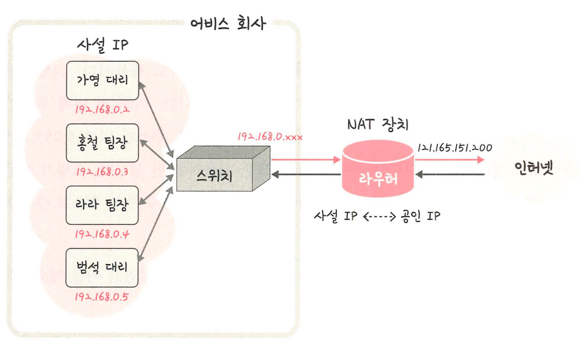 어비스 회사
사설 IP
가영 대리
192.168.0.2
홍철 팀장
192.168.0.3
라라 팀장
192.168.0.4
범석 대리
192.168.0.5
스위치
192.168.0.xxx
NAT 장치
라우터
사설 IP <----> 공인 IP
121.165.151.200
인터넷